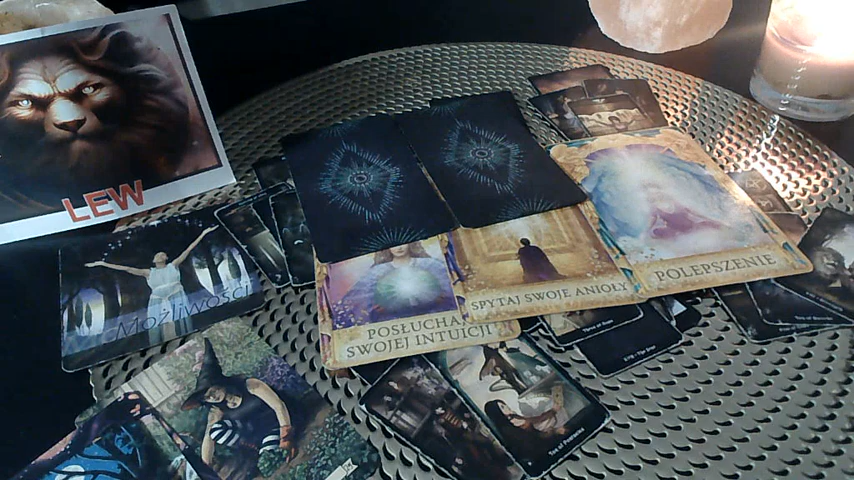 LEW
Możliwości
POSŁUCHAJ
SWOJEJ INTUICJI
SPYTAJ SWOJE ANIOŁY
POLEPSZENIE